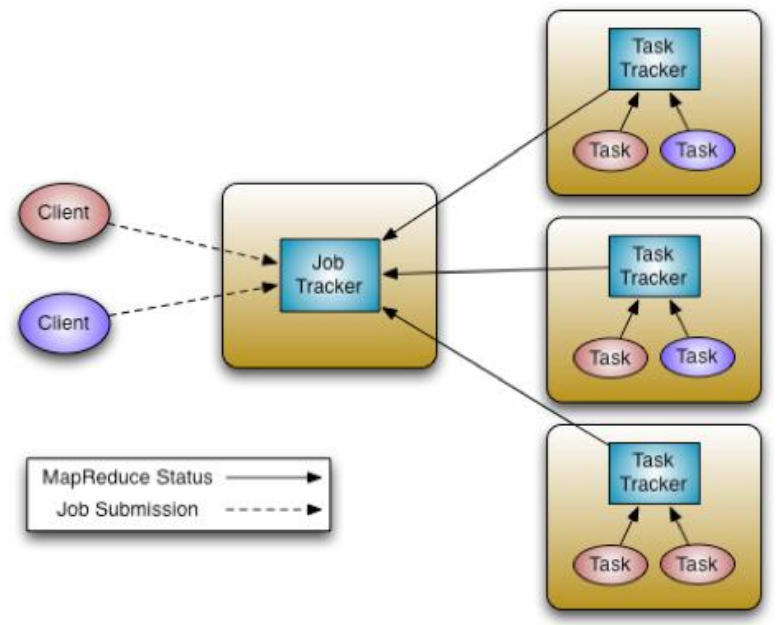 Task
Tracker
Task
Task
Client
Job
Tracker
Task
Tracker
Client
Task
Task
Task
Tracker
MapReduce Status
Job Submission
Task
Task